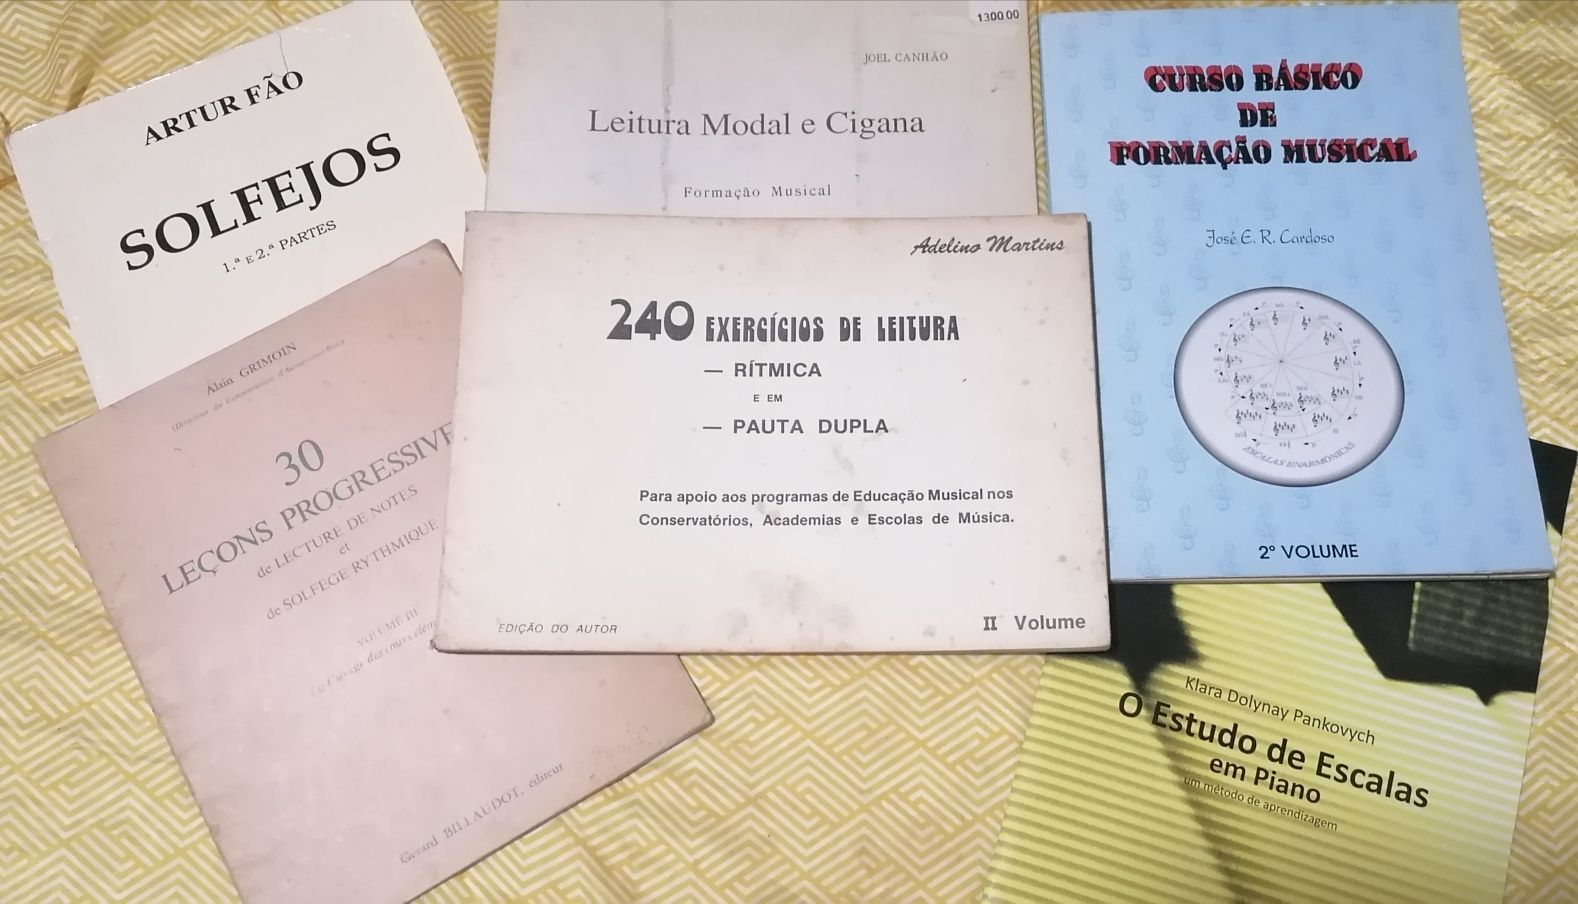 ARTUR FÃO
SOLFEJOS
1.ª E 2.ª PARTES
1300 00
JOEL CANHÃO
Leitura Modal e Cigana
Formação Musical
CURSO BÁSICO
DE
FORMAÇÃO MUSICAL
José E. R. Cardoso
ESCALAS ENARMÓNICAS
2º VOLUME
Alain GRIMOIN
30
LEÇONS PROGRESSIVE
de LECTURE DE NOTES
et
de SOLFEGE RYTHMIQUE
VOLUME III
Gérard BILLAUDOT, éditeur
Adelino Martins
240 EXERCÍCIOS DE LEITURA
— RÍTMICA
E EM
— PAUTA DUPLA
Para apoio aos programas de Educação Musical nos
Conservatórios, Academias e Escolas de Música.
EDIÇÃO DO AUTOR
II Volume
Klara Dolynay Pankovych
O Estudo de Escalas
em Piano
um método de aprendizagem